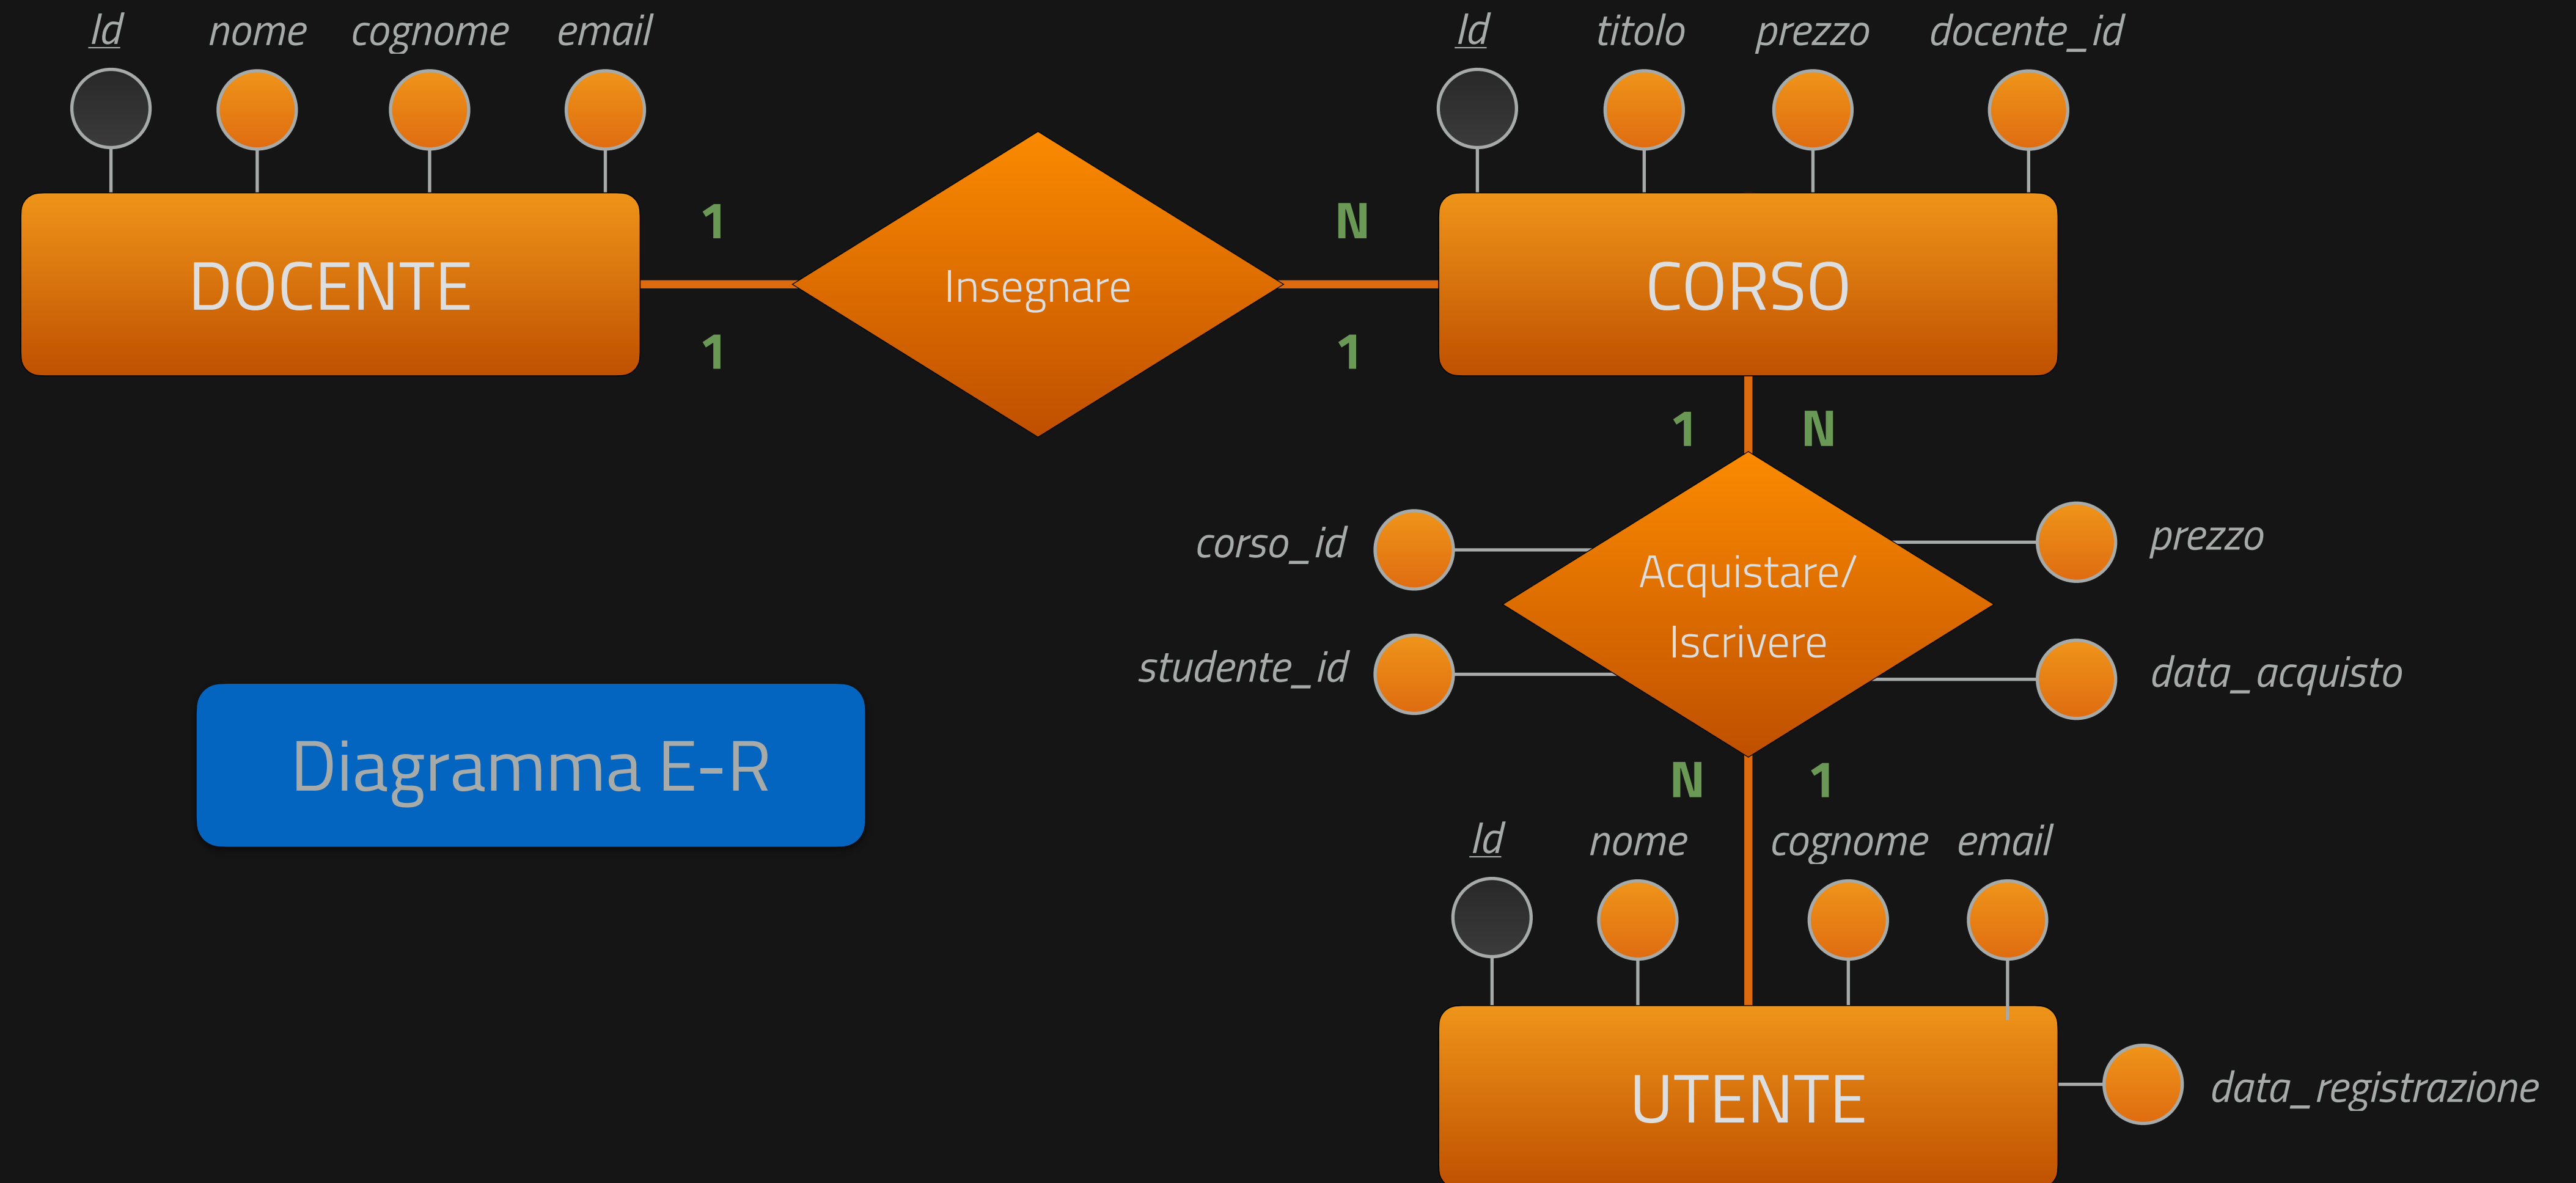 Id nome cognome email
Id titolo prezzo docente_id
DOCENTE
1
1
Insegnare
N
1
CORSO
1 N
corso_id
studente_id
Acquistare/
Iscrivere
prezzo
data_acquisto
Diagramma E-R
N 1
Id nome cognome email
UTENTE
data_registrazione